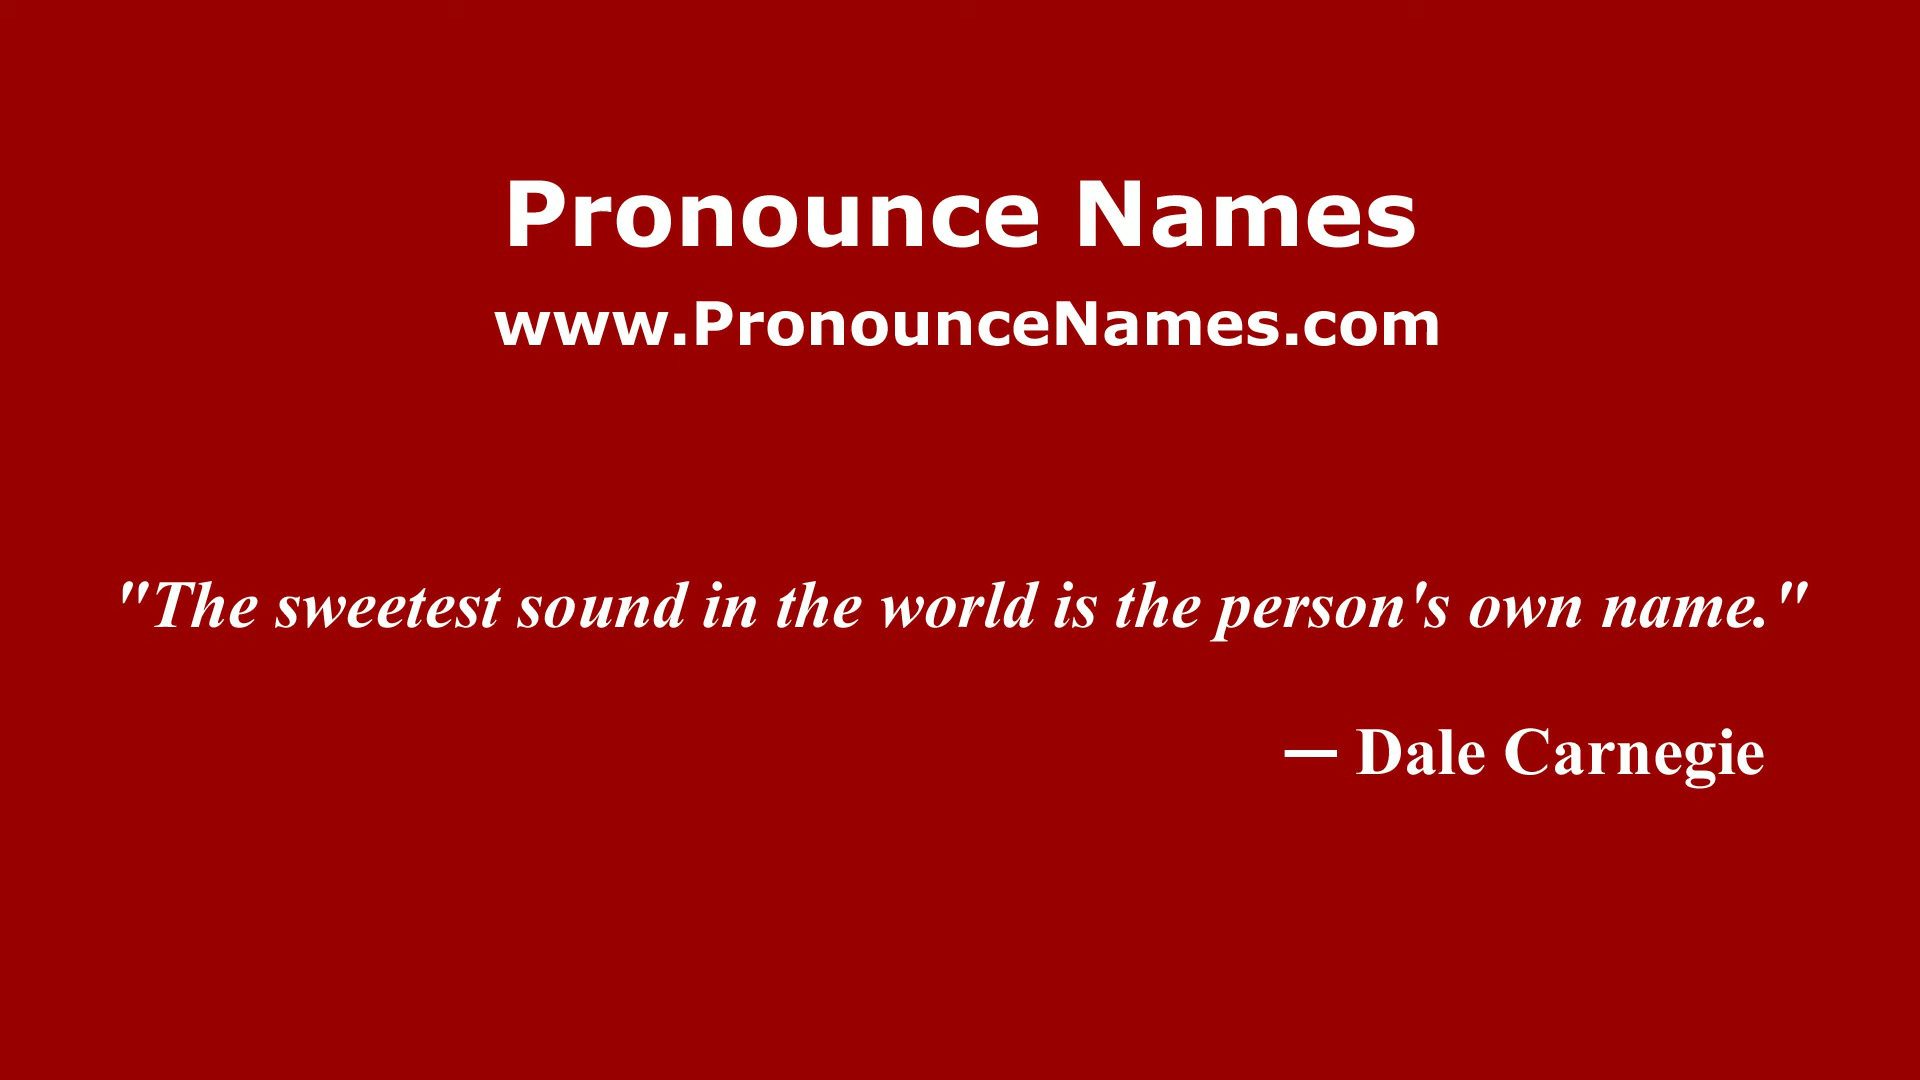 Pronounce Names
www.PronounceNames.com
"The sweetest sound in the world is the person's own name."
— Dale Carnegie